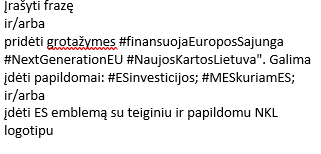 Įrašyti frazę
ir/arba
pridėti grotažymes #finansuojaEuroposSajunga
#NextGenerationEU #NaujosKartosLietuva". Galima
įdėti papildomai: #ESinvesticijos; #MESkuriamES;
ir/arba
įdėti ES emblemą su teiginiu ir papildomu NKL
logotipu